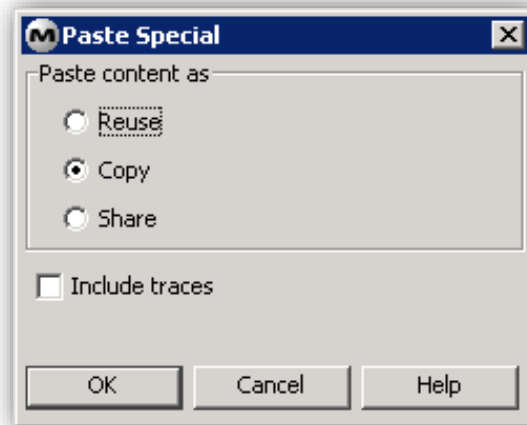 Paste Special
Paste content as
Reuse
Copy
Share
Include traces
OK Cancel Help